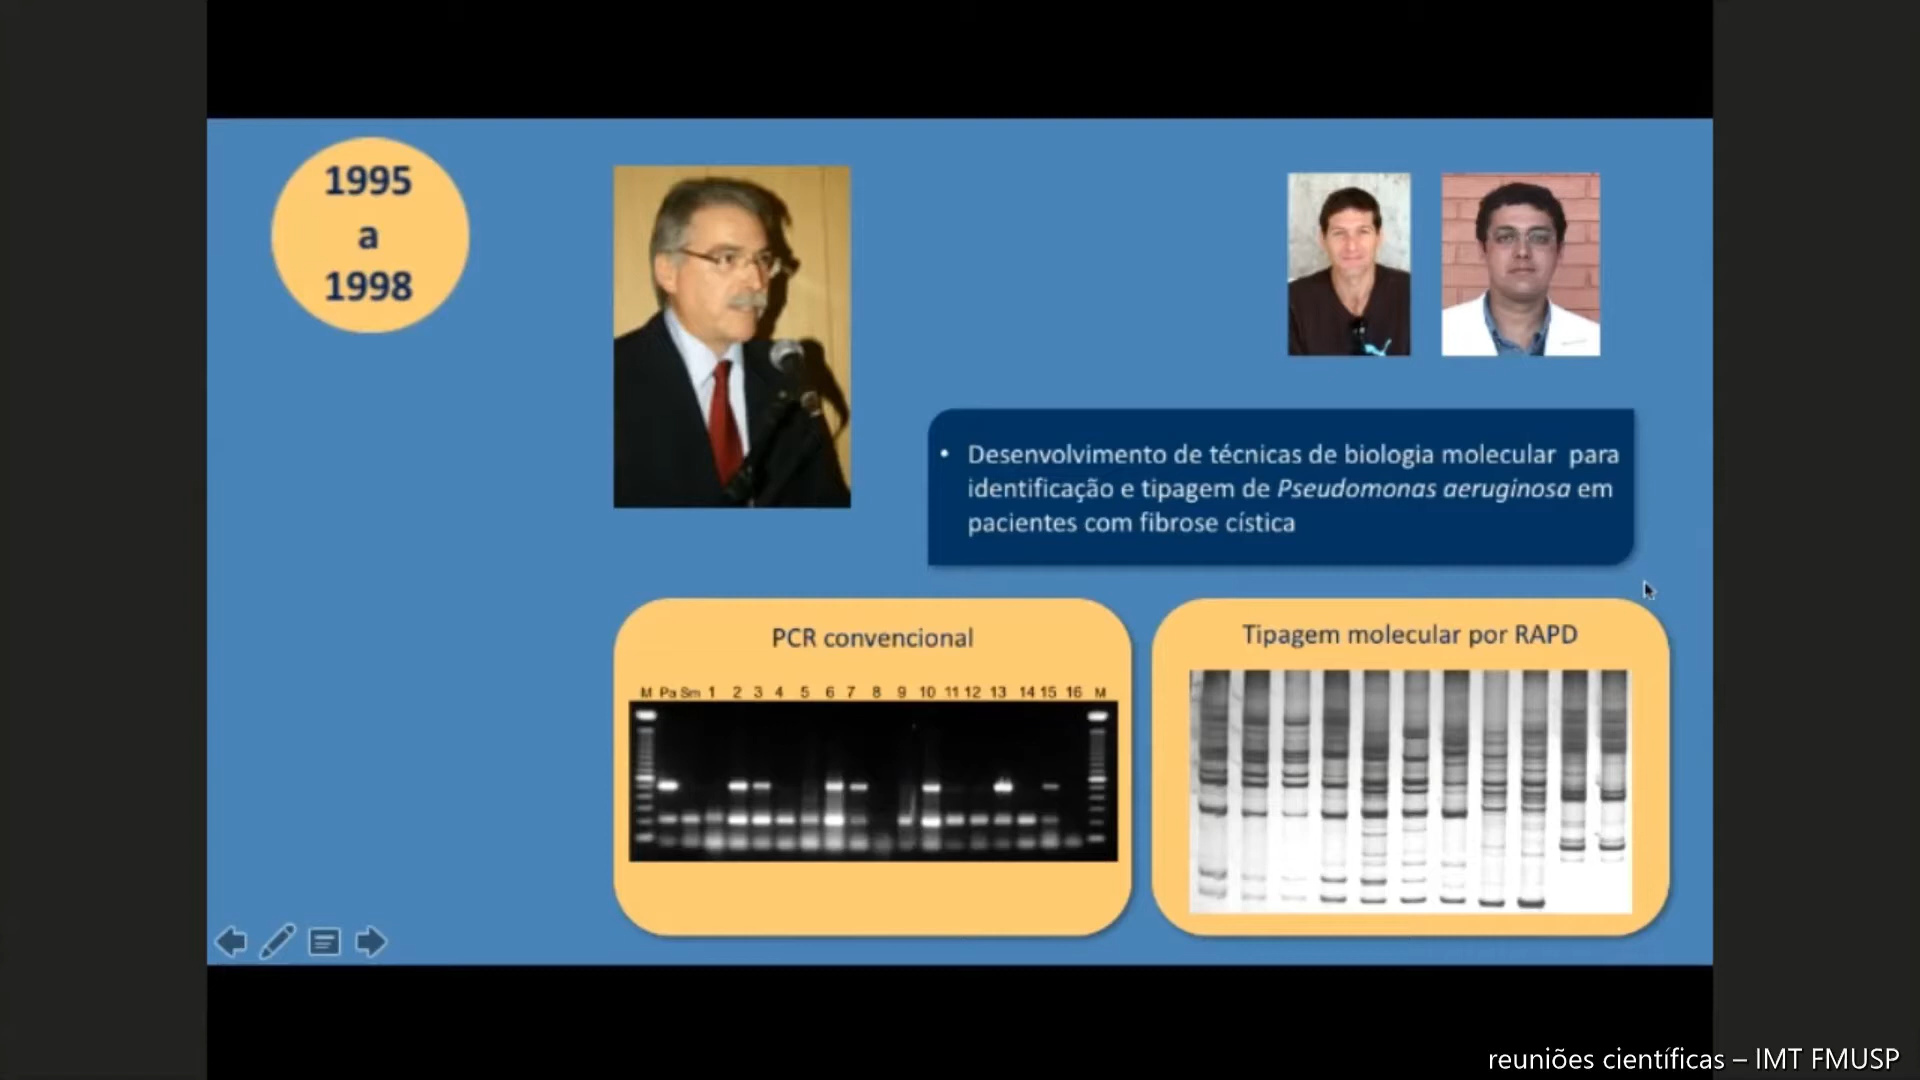 1995
a
1998
• Desenvolvimento de técnicas de biologia molecular para
identificação e tipagem de Pseudomonas aeruginosa em
pacientes com fibrose cística
PCR convencional
M Pa Sm 1 2 3 4 5 6 7 8 9 10 11 12 13 14 15 16 M
Tipagem molecular por RAPD
reuniões científicas – IMT FMUSP